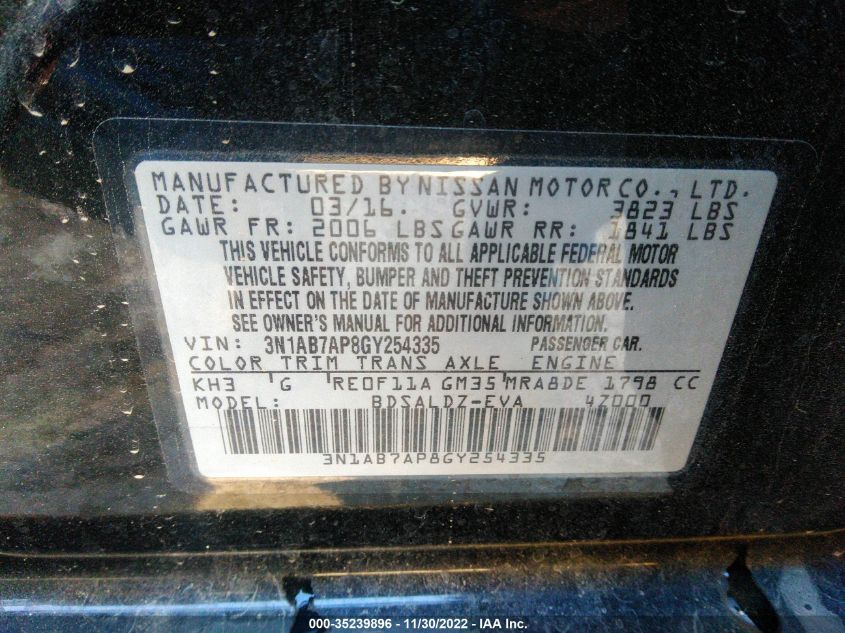 MANUFACTURED BY NISSAN MOTOR CO., LTD.
DATE: 03/16. GVWR: 3823 LBS
GAWR FR: 2006 LBS GAWR RR: 1841 LBS
THIS VEHICLE CONFORMS TO ALL APPLICABLE FEDERAL MOTOR
VEHICLE SAFETY, BUMPER AND THEFT PREVENTION STANDARDS
IN EFFECT ON THE DATE OF MANUFACTURE SHOWN ABOVE.
SEE OWNER'S MANUAL FOR ADDITIONAL INFORMATION.
VIN: 3N1AB7AP8GY254335 PASSENGER CAR.
COLOR TRIM TRANS AXLE ENGINE
KH3 G RE0F11A GM35 MRA8DE 1798 CC
MODEL: BDSALDZ-EVA 4Z000
3N1AB7AP8GY254335
000-35239896 - 11/30/2022 - IAA Inc.